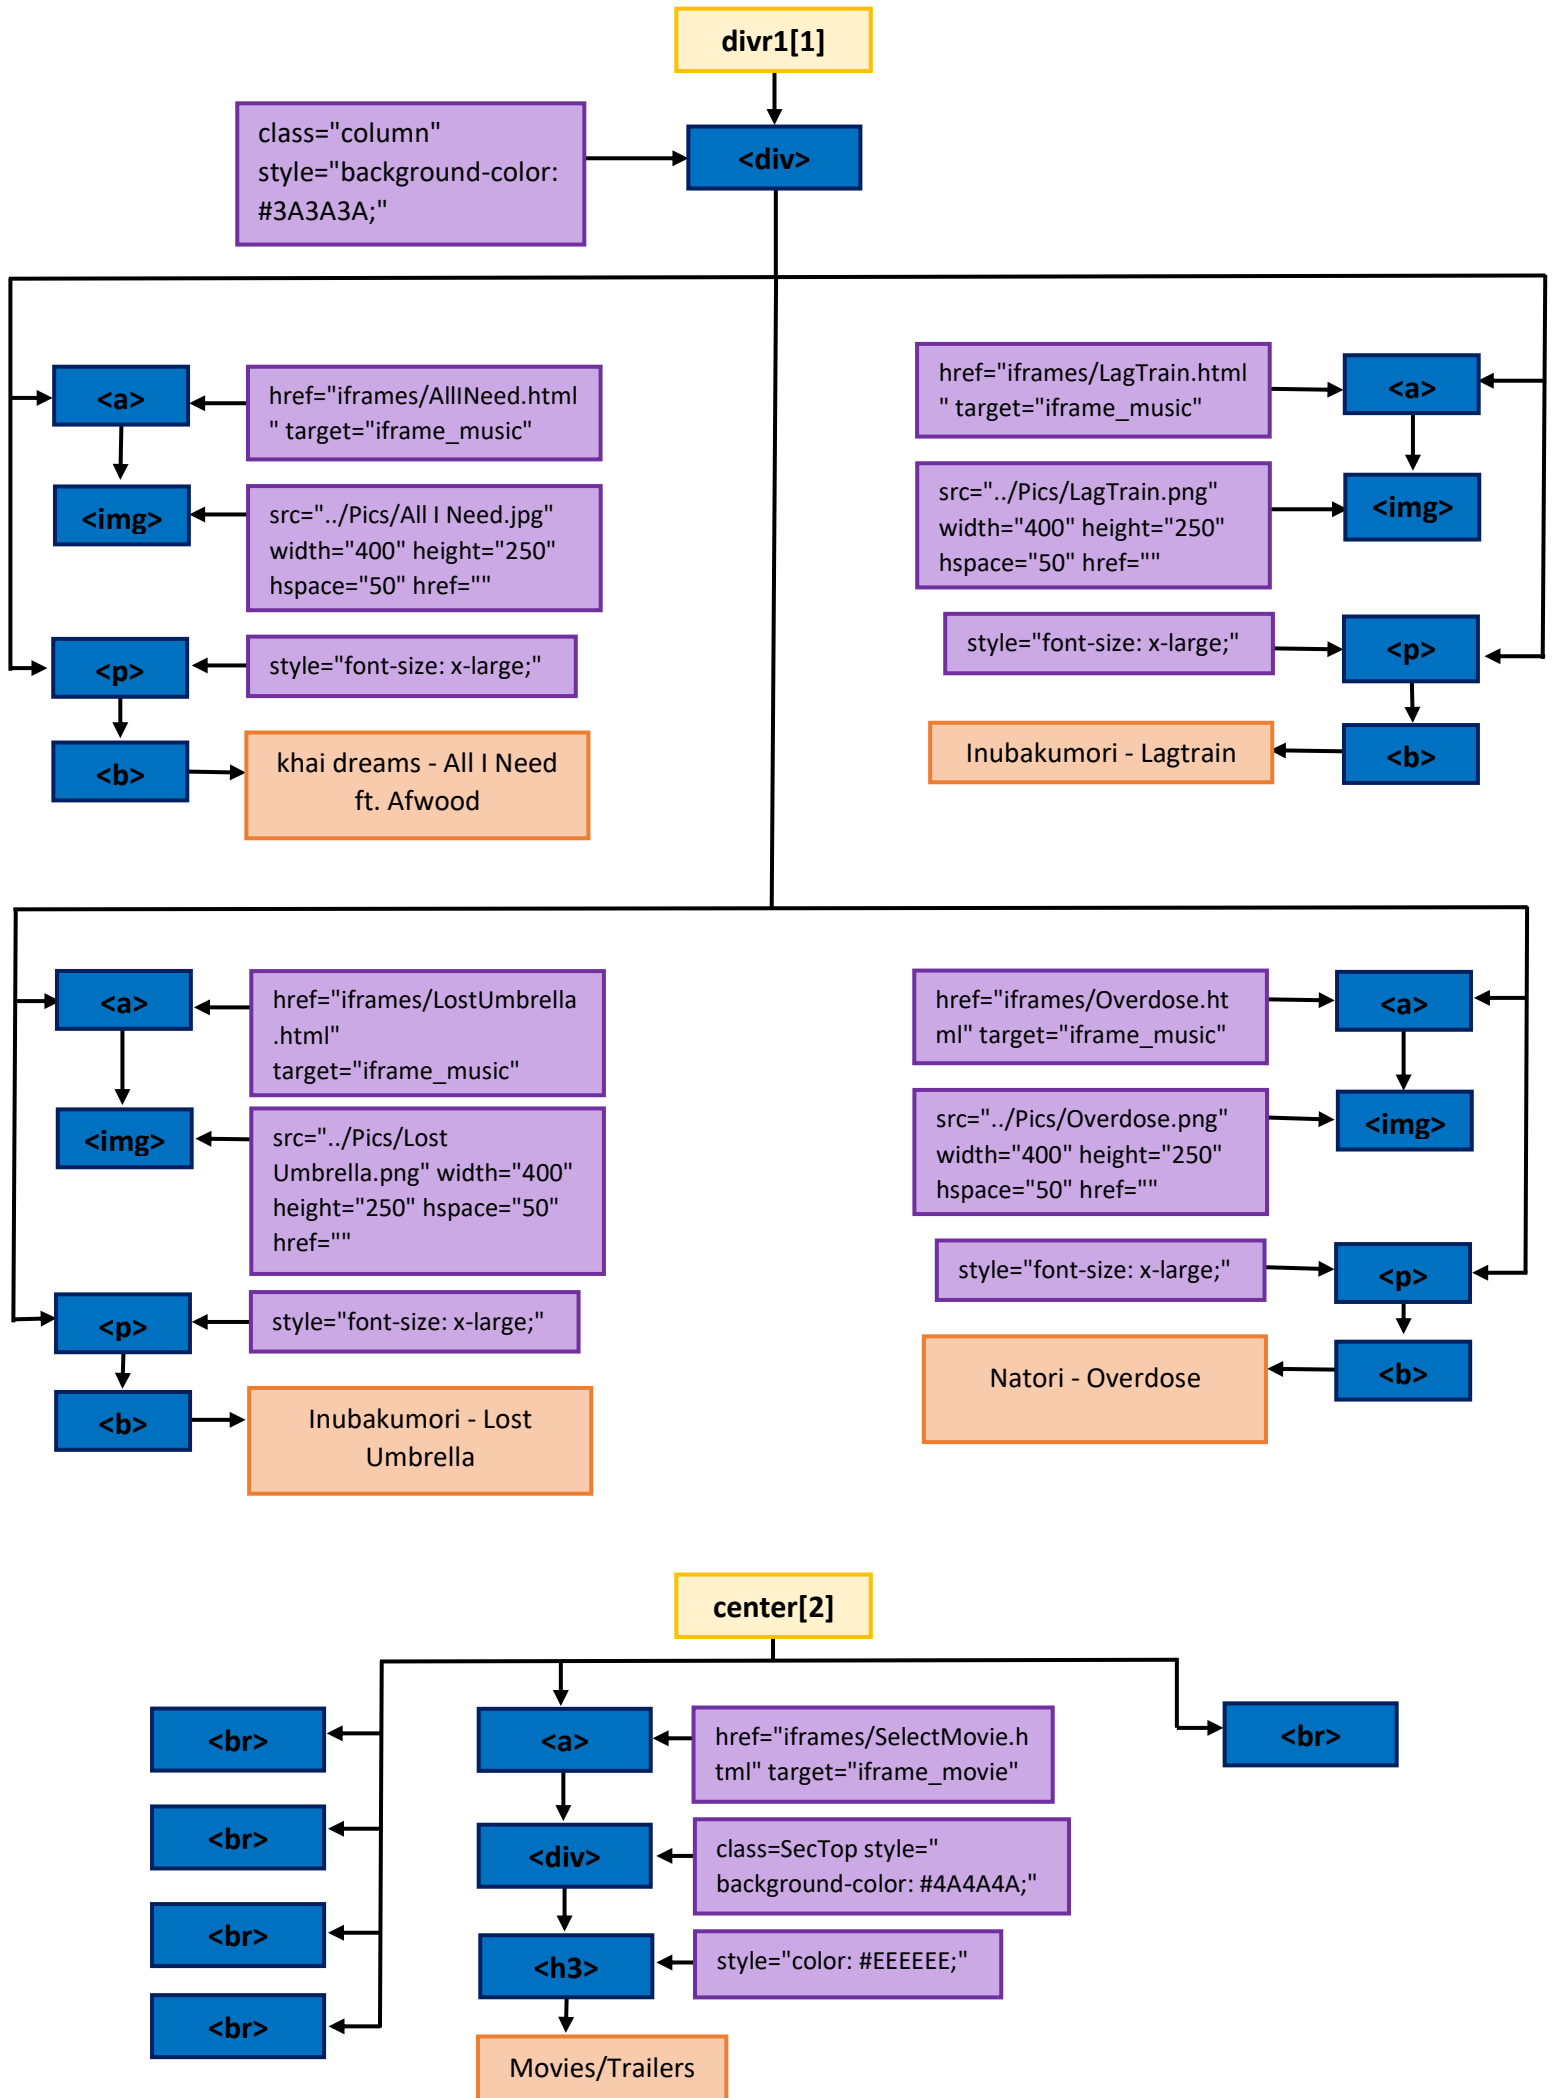 divr1[1]
class="column"
style="background-color:
#3A3A3A;"
<div>
<a>
href="iframes/AllINeed.html
" target="iframe_music"
<img>
src="../Pics/All I Need.jpg"
width="400" height="250"
hspace="50" href=""
<p>
style="font-size: x-large;"
<b>
khai dreams - All I Need
ft. Afwood
href="iframes/LagTrain.html
" target="iframe_music"
<a>
src="../Pics/LagTrain.png"
width="400" height="250"
hspace="50" href=""
<img>
style="font-size: x-large;"
<p>
Inubakumori - Lagtrain
<b>
<a>
href="iframes/LostUmbrella
.html"
target="iframe_music"
<img>
src="../Pics/Lost
Umbrella.png" width="400"
height="250" hspace="50"
href=""
<p>
style="font-size: x-large;"
<b>
Inubakumori - Lost
Umbrella
href="iframes/Overdose.ht
ml" target="iframe_music"
<a>
src="../Pics/Overdose.png"
width="400" height="250"
hspace="50" href=""
<img>
style="font-size: x-large;"
<p>
Natori - Overdose
<b>
center[2]
<br>
<br>
<br>
<br>
<a>
href="iframes/SelectMovie.h
tml" target="iframe_movie"
<div>
class=SecTop style="
background-color: #4A4A4A;"
<h3>
style="color: #EEEEEE;"
Movies/Trailers
<br>